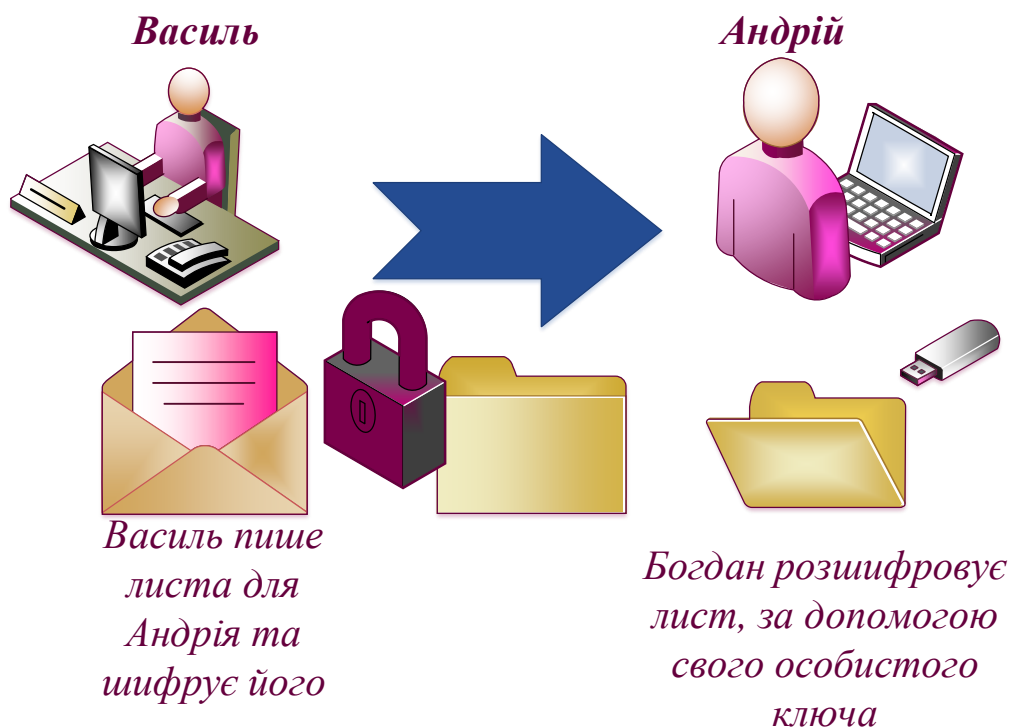 Василь
Андрій
Василь пише
листа для
Андрія та
шифрує його
Богдан розшифровує
лист, за допомогою
свого особистого
ключа